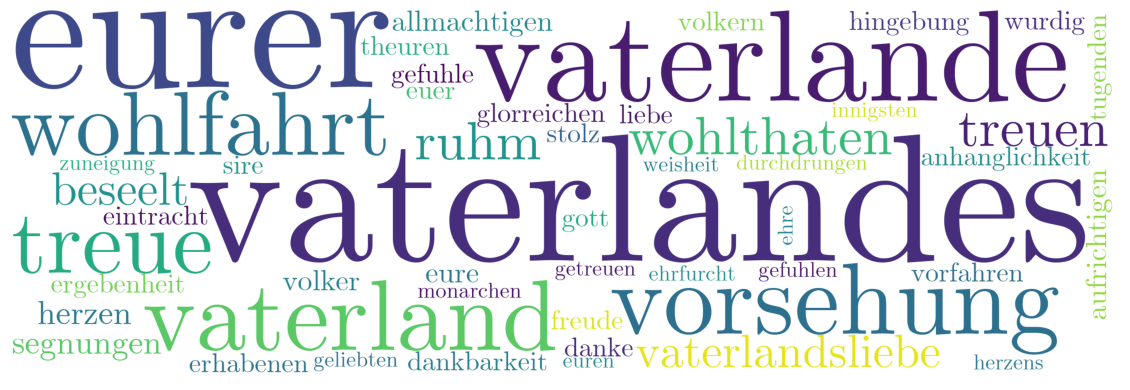 eurer allmachtigen volkern hingebung wurdig
theuren vaterlande tugenden
gefuhle
euer
wohlfahrt glorreichen liebe innigsten
ruhm stolz wohlthaten treuen
zuneigung sire weisheit durchdrungen anhanglichkeit
beseelt vaterlandes
eintracht gott ehre aufrichtigen
treue
ergebenheit volker eure getreuen ehrfurcht gefuhlen vorfahren
monarchen
herzen vaterland vorsehung
freude
segnungen danke vaterlandsliebe
erhabenen geliebten dankbarkeit euren herzens